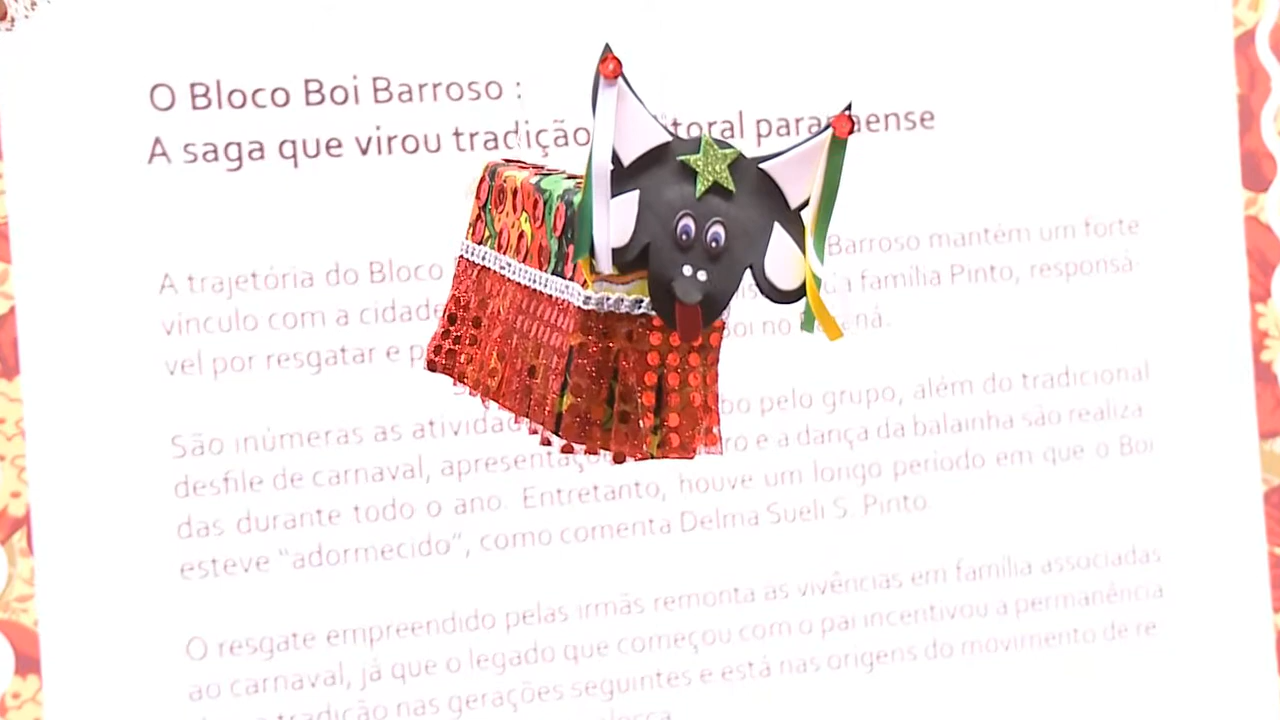 O Bloco Boi Barroso :
A saga que virou tradição toral paranaense
A trajetória do Bloco Barroso mantém um forte
vínculo com a cidade da família Pinto, responsá-
vel por resgatar e Boi no Paraná.
São inúmeras as atividad pelo grupo, além do tradicional
desfile de carnaval, apresentaçõ e a dança da balainha são realiza-
das durante todo o ano. Entretanto, houve um longo período em que o Boi
esteve "adormecido", como comenta Delma Sueli S. Pinto.
O resgate empreendido pelas irmãs remonta às vivências em família associadas
ao carnaval, já que o legado que começou com o pai incentivou a permanência
tradição nas gerações seguintes e está nas origens do movimento de re-